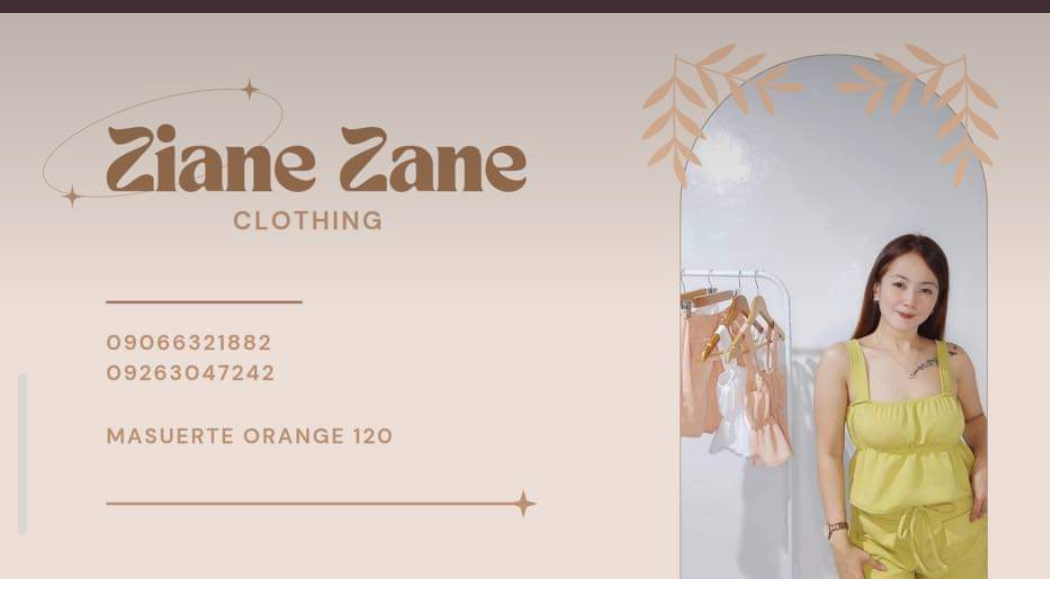 Ziane Zane
CLOTHING
09066321882
09263047242
MASUERTE ORANGE 120